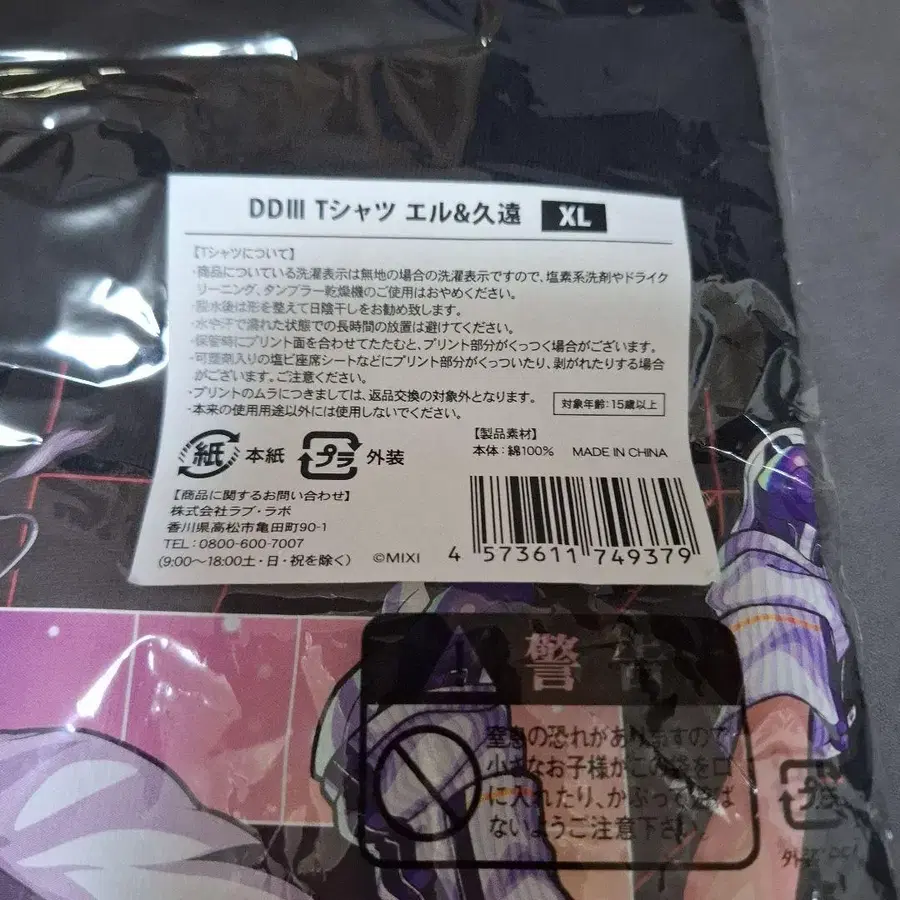 DDⅢ Tシャツ エル&久遠 XL
【Tシャツについて】
・商品についている洗濯表示は無地の場合の洗濯表示ですので、塩素系洗剤やドライク
リーニング、タンブラー乾燥機のご使用はおやめください。
・脱水後は形を整えて日陰干しをお勧め致します。
・水や汗で濡れた状態での長時間の放置は避けてください。
・保管時にプリント面を合わせてたたむと、プリント部分がくっつく場合がございます。
・可塑剤入りの塩ビ座席シートなどにプリント部分がくっついたり、剥がれたりする場合
がございます。ご注意ください。
・プリントのムラにつきましては、返品交換の対象外となります。
・本来の使用用途以外には使用しないでください。
対象年齢:15歳以上
紙 本紙 プラ 外装
【製品素材】
本体:綿100% MADE IN CHINA
【商品に関するお問い合わせ】
株式会社ラブ・ラボ
香川県高松市亀田町90-1
TEL:0800-600-7007
(9:00〜18:00土・日・祝を除く) ©MIXI
4 573611 749379
警告
窒息の恐れがありますので
小さなお子様がこの袋を口
に入れたり、かぶって遊ば
ないようご注意下さい。
プラ